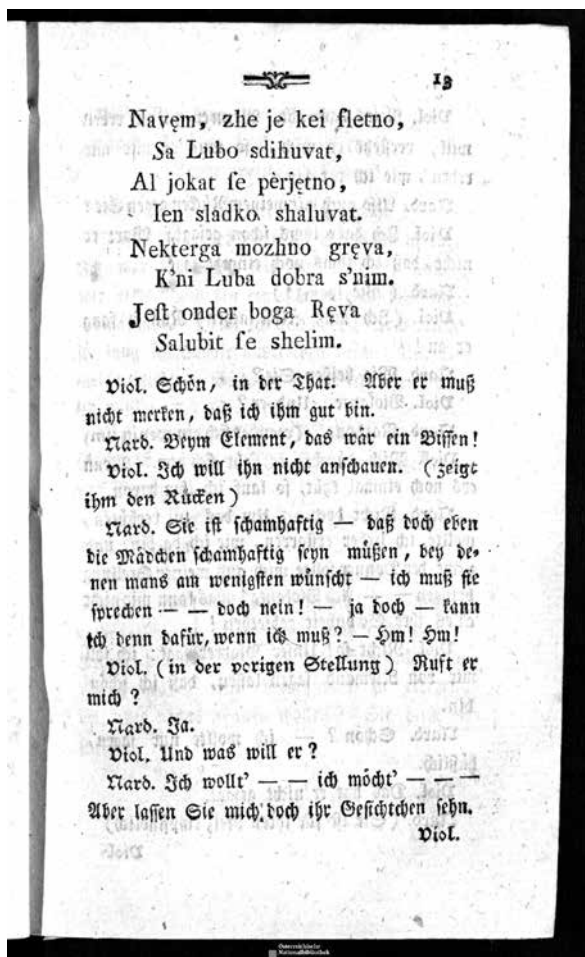 13
Navęm, zhe je kei ſletno,
Sa Lubo sdihuvat,
Al jokat ſe pèrjętno,
Ien sladko shaluvat.
Nekterga mozhno gręva,
K'ni Luba dobra s'nim.
Jeſt onder boga Ręva
Salubit ſe shelim.
Viol. Schön, in der That. Aber er muß
nicht merken, daß ich ihm gut bin.
Nard. Beym Element, das wär ein Bissen!
Viol. Ich will ihn nicht anschauen. (zeigt
ihm den Rücken)
Nard. Sie ist schamhaftig — daß doch eben
die Mädchen schamhaftig seyn müßen, bey de-
nen mans am wenigsten wünscht — ich muß sie
sprechen — — doch nein! — ja doch — kann
ich denn dafür, wenn ich muß? — Hm! Hm!
Viol. (in der vorigen Stellung) Ruft er
mich?
Nard. Ja.
Viol. Und was will er?
Nard. Ich wollt' — — ich möcht' — — —
Aber lassen Sie mich doch ihr Gesichtchen sehn.
Viol.
Österreichische
Nationalbibliothek